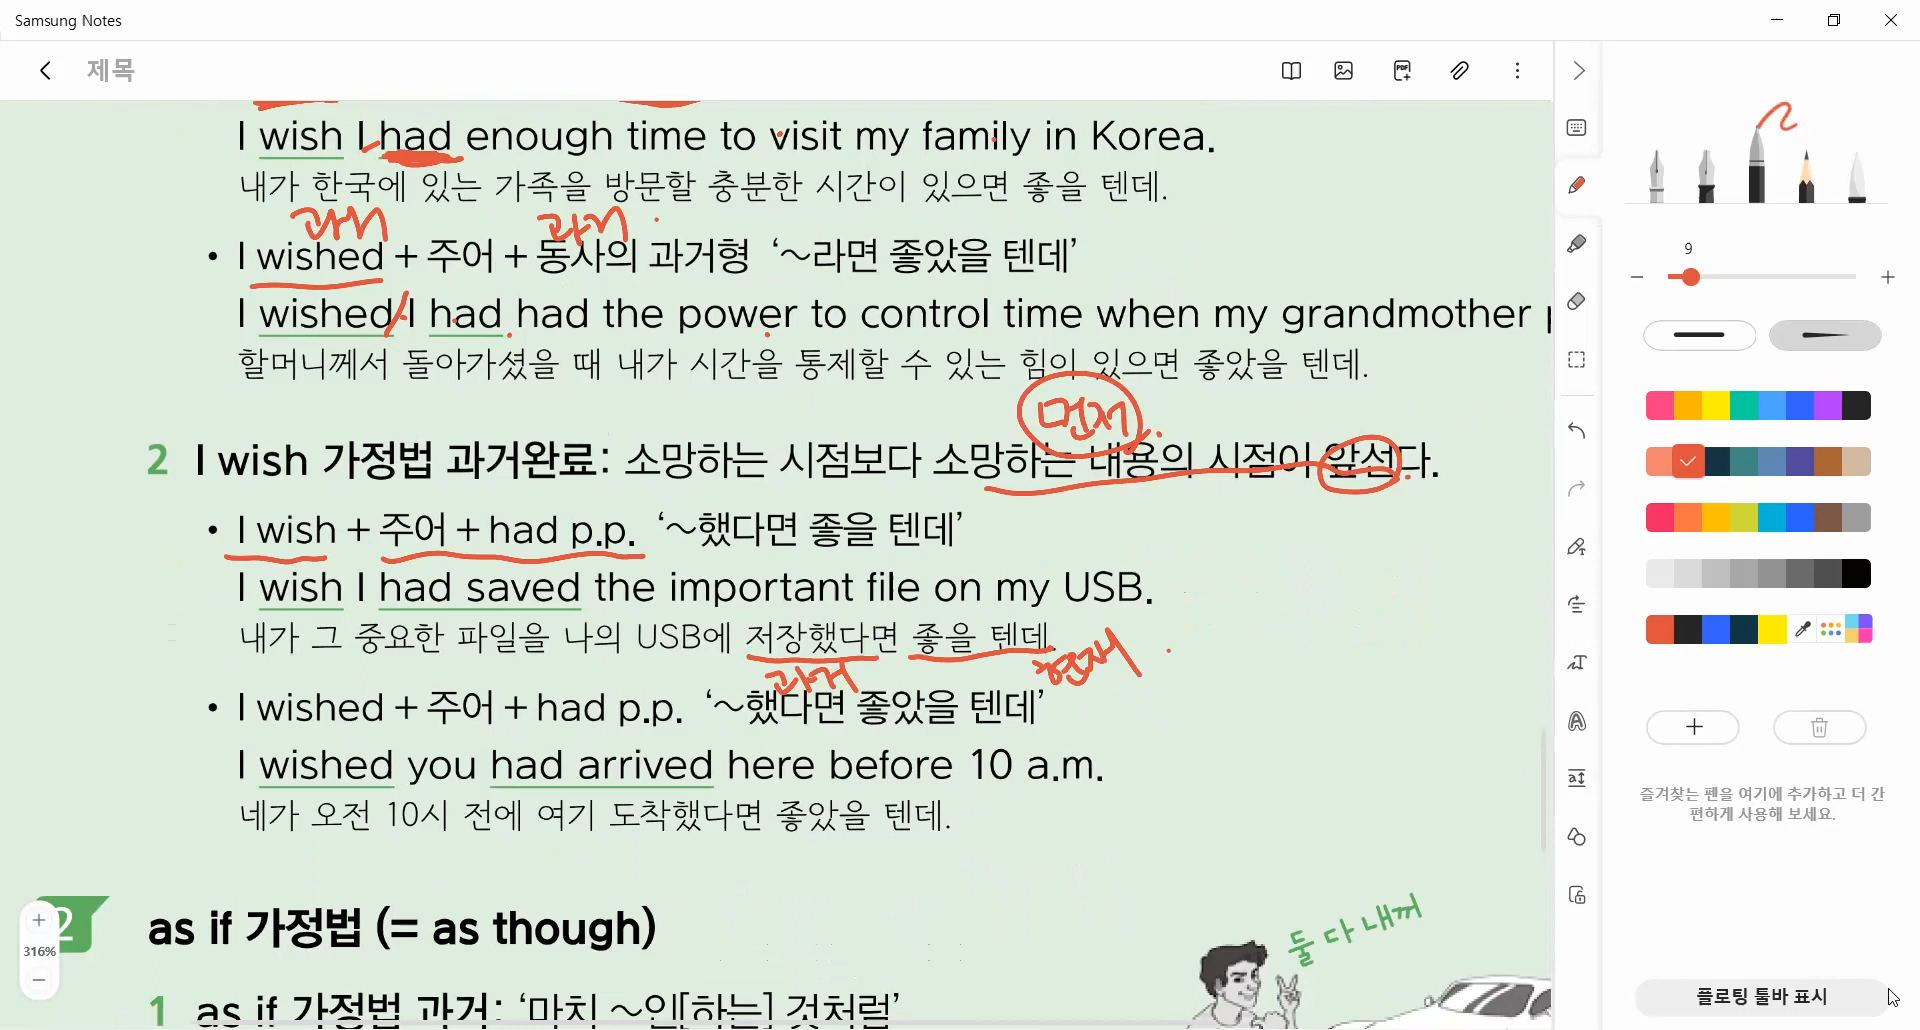 Samsung Notes
제목
I wish I had enough time to visit my family in Korea.
내가 한국에 있는 가족을 방문할 충분한 시간이 있으면 좋을 텐데.
과거 과거
• I wished + 주어 + 동사의 과거형 ‘~라면 좋았을 텐데’
I wished I had had the power to control time when my grandmother
할머니께서 돌아가셨을 때 내가 시간을 통제할 수 있는 힘이 있으면 좋았을 텐데.
먼저
2 I wish 가정법 과거완료: 소망하는 시점보다 소망하는 내용의 시점이 앞선다.
• I wish + 주어 + had p.p. ‘~했다면 좋을 텐데’
I wish I had saved the important file on my USB.
내가 그 중요한 파일을 나의 USB에 저장했다면 좋을 텐데.
과거 현재
• I wished + 주어 + had p.p. ‘~했다면 좋았을 텐데’
I wished you had arrived here before 10 a.m.
네가 오전 10시 전에 여기 도착했다면 좋았을 텐데.
2 as if 가정법 (= as though)
둘 다 내꺼
1 as if 가정법 과거: ‘마치 ~인[하는] 것처럼’
316%
PDF
9
즐겨찾는 펜을 여기에 추가하고 더 간
편하게 사용해 보세요.
플로팅 툴바 표시